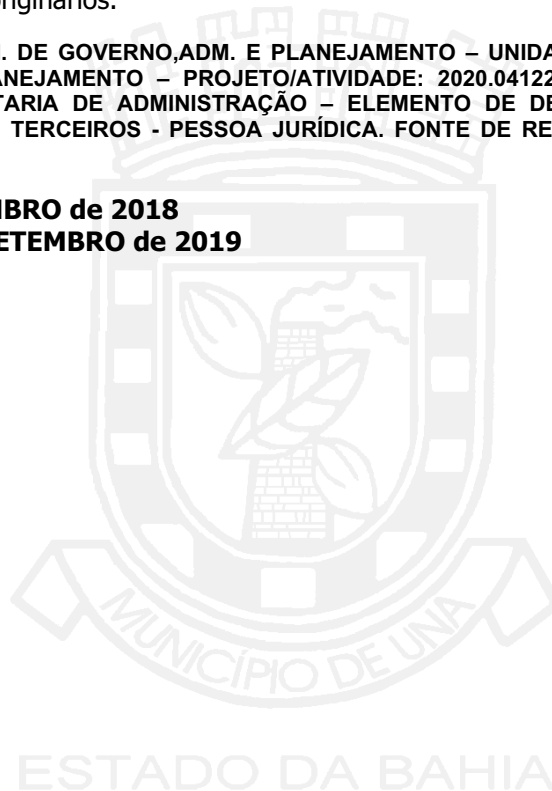 originários.
. DE GOVERNO,ADM. E PLANEJAMENTO – UNIDA
ANEJAMENTO – PROJETO/ATIVIDADE: 2020.04122
TARIA DE ADMINISTRAÇÃO – ELEMENTO DE DE
TERCEIROS - PESSOA JURÍDICA. FONTE DE RE
MBRO de 2018
ETEMBRO de 2019
MUNICÍPIO DE UNA
ESTADO DA BAHIA